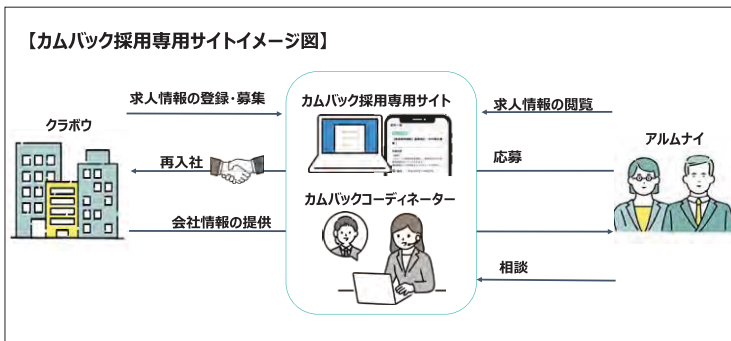 【カムバック採用専用サイトイメージ図】
求人情報の登録・募集
カムバック採用専用サイト
求人情報の閲覧
クラボウ
アルムナイ
再入社
応募
カムバックコーディネーター
会社情報の提供
相談